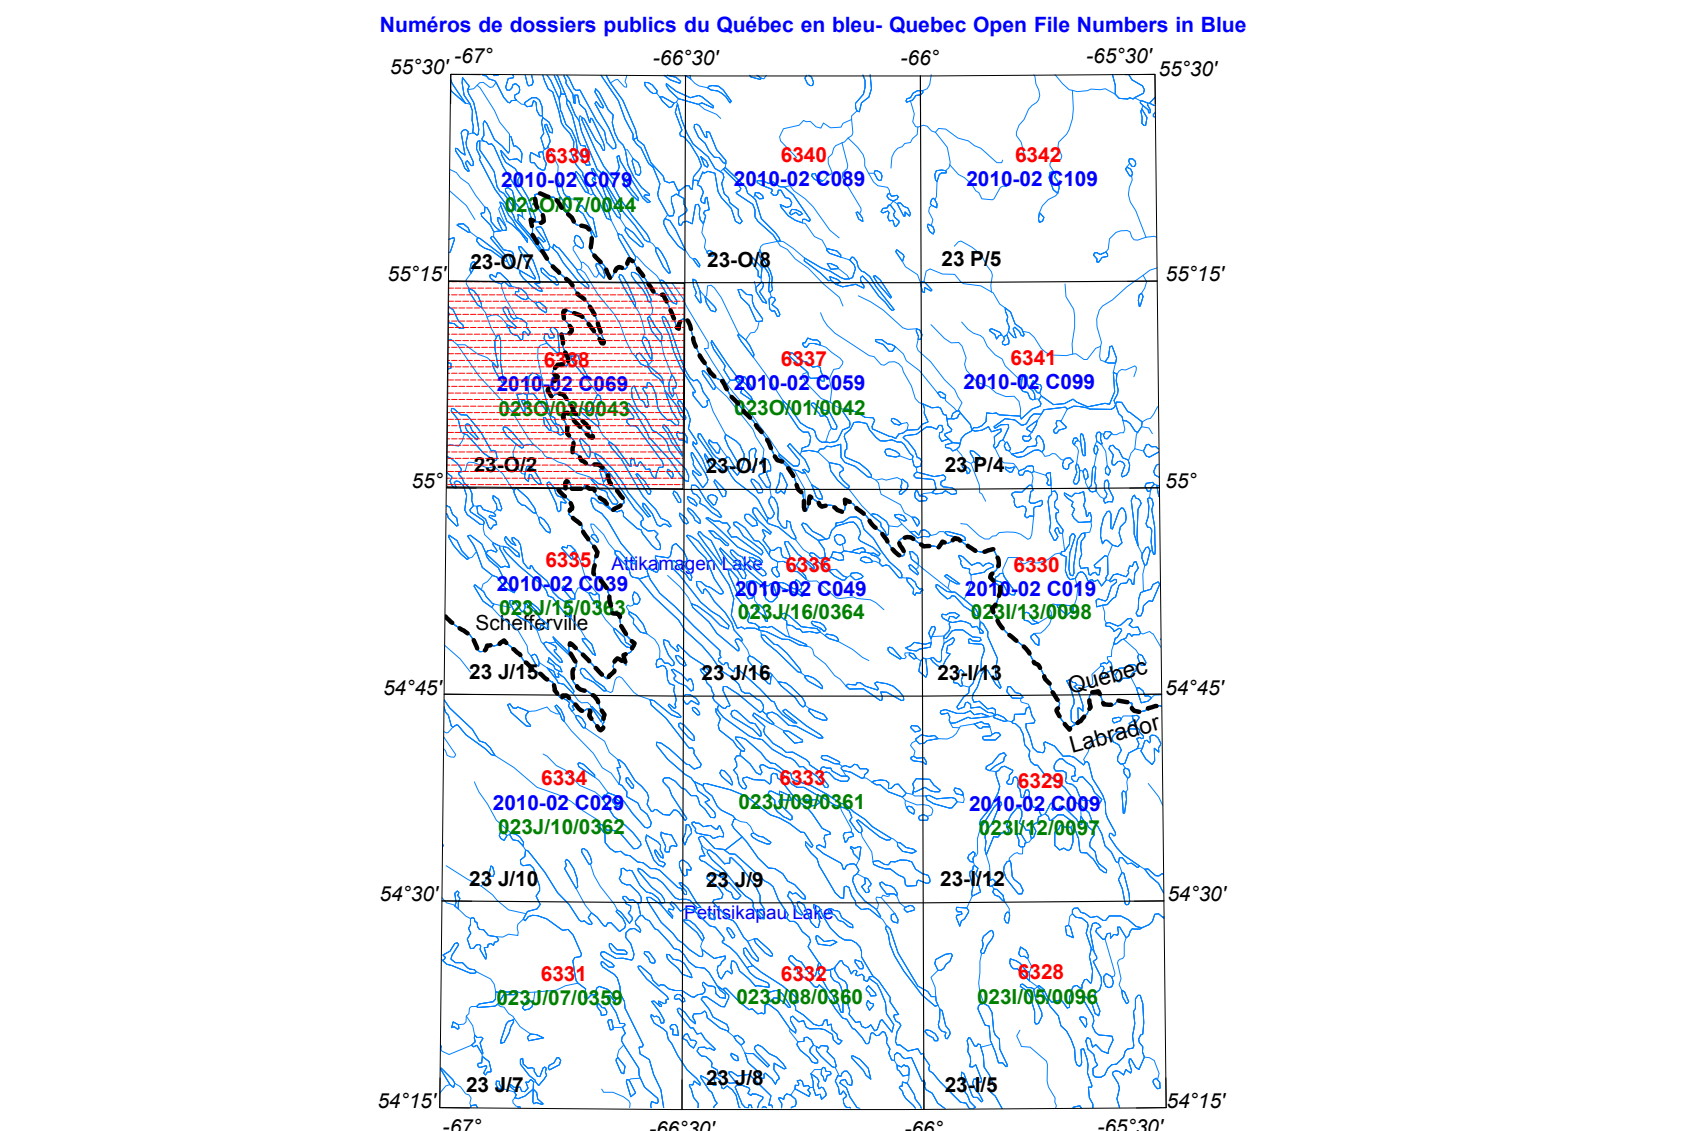 Numéros de dossiers publics du Québec en bleu- Quebec Open File Numbers in Blue
-67° -66°30' -66° -65°30'
55°30' 55°30'
6339 6340 6342
2010-02 C079 2010-02 C089 2010-02 C109
023O/07/0044
23-O/7 23-O/8 23 P/5
55°15' 55°15'
6338 6337 6341
2010-02 C069 2010-02 C059 2010-02 C099
023O/02/0043 023O/01/0042
23-O/2 23-O/1 23 P/4
55° 55°
6335 Attikamagen Lake 6336 6330
2010-02 C039 2010-02 C049 2010-02 C019
023J/15/0363 023J/16/0364 023I/13/0098
Schefferville
23 J/15 23 J/16 23-I/13 Québec
54°45' 54°45'
Labrador
6334 6333 6329
2010-02 C029 023J/09/0361 2010-02 C009
023J/10/0362 023I/12/0097
23 J/10 23 J/9 23-I/12
54°30' 54°30'
Petitsikapau Lake
6331 6332 6328
023J/07/0359 023J/08/0360 023I/05/0096
23 J/7 23 J/8 23-I/5
54°15' 54°15'
-67° -66°30' -66° -65°30'